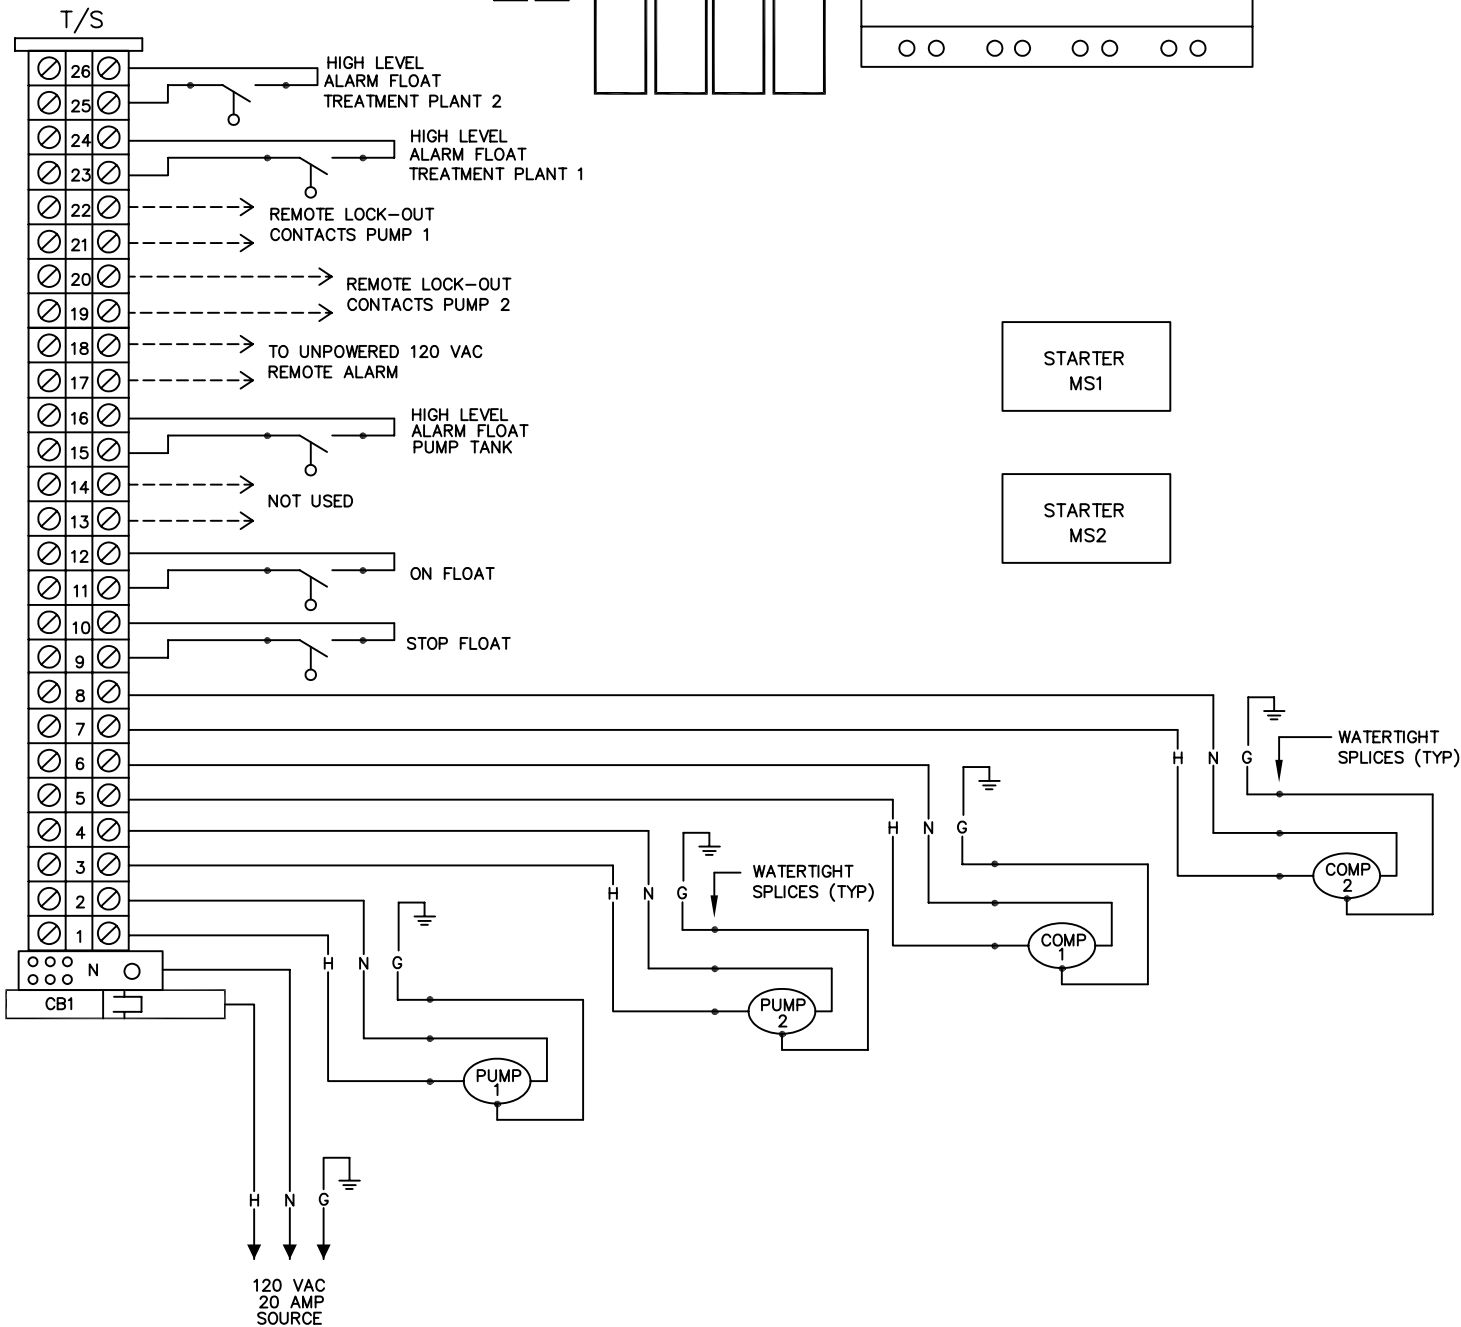 T/S
26
HIGH LEVEL
ALARM FLOAT
TREATMENT PLANT 2
25
24
HIGH LEVEL
ALARM FLOAT
TREATMENT PLANT 1
23
22
REMOTE LOCK-OUT
CONTACTS PUMP 1
21
20
REMOTE LOCK-OUT
CONTACTS PUMP 2
19
18
TO UNPOWERED 120 VAC
REMOTE ALARM
17
STARTER
MS1
16
HIGH LEVEL
ALARM FLOAT
PUMP TANK
15
14
NOT USED
13
STARTER
MS2
12
ON FLOAT
11
10
STOP FLOAT
9
8
7
6
5
4
3
2
1
H N G
WATERTIGHT
SPLICES (TYP)
COMP
2
H N G
COMP
1
H N G
WATERTIGHT
SPLICES (TYP)
PUMP
2
H N G
PUMP
1
N
CB1
H N G
120 VAC
20 AMP
SOURCE